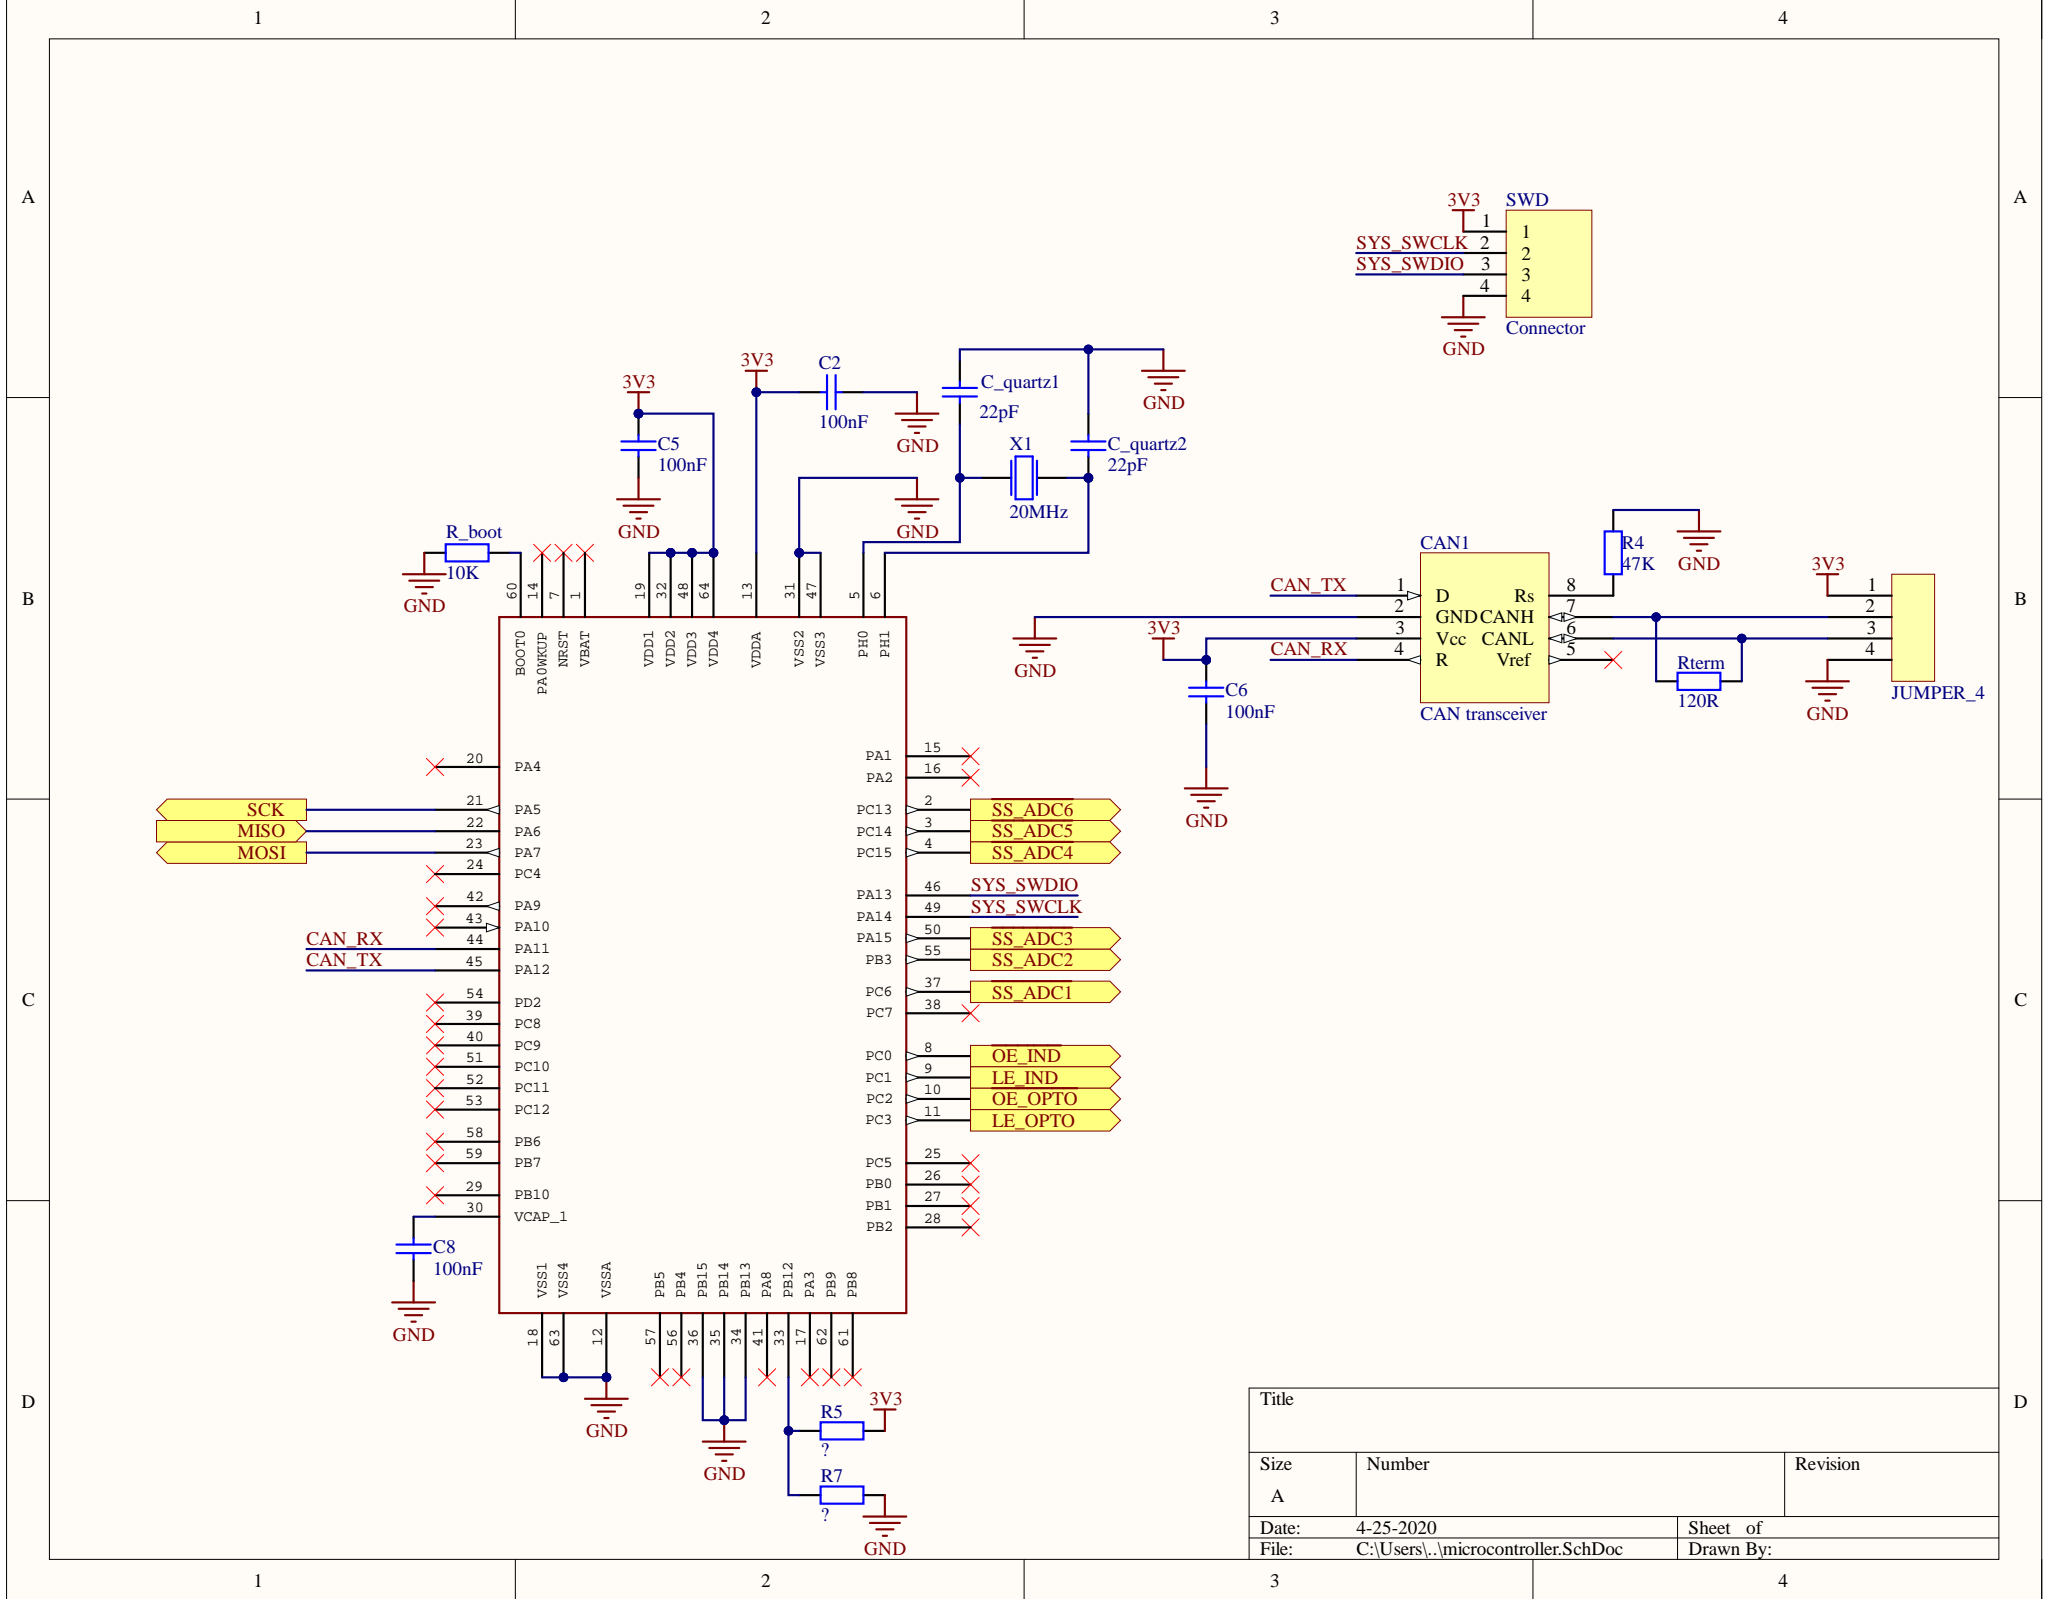 1 2 3 4
A A
SWD
3V3
1 1
SYS_SWCLK 2 2
SYS_SWDIO 3 3
4 4
GND
Connector
3V3
C2
100nF
GND
3V3
C5
100nF
GND
C_quartz1
22pF
GND
X1
20MHz
C_quartz2
22pF
GND
R_boot
10K
GND
B B
60 14 7 1 19 32 48 64 13 31 47 5 6
BOOT0 PA0WKUP NRST VBAT VDD1 VDD2 VDD3 VDD4 VDDA VSS2 VSS3 PH0 PH1
CAN1
R4
47K
GND
3V3
CAN_TX 1 D Rs 8 1
2 GND CANH 7 2
3V3 3 Vcc CANL 6 3
CAN_RX 4 R Vref 5 4
GND
C6
100nF
GND
CAN transceiver
Rterm
120R
GND
JUMPER_4
20 PA4
SCK 21 PA5
MISO 22 PA6
MOSI 23 PA7
24 PC4
42 PA9
43 PA10
CAN_RX 44 PA11
CAN_TX 45 PA12
54 PD2
39 PC8
40 PC9
51 PC10
52 PC11
53 PC12
58 PB6
59 PB7
29 PB10
30 VCAP_1
C8
100nF
GND
PA1 15
PA2 16
PC13 2 SS_ADC6
PC14 3 SS_ADC5
PC15 4 SS_ADC4
PA13 46 SYS_SWDIO
PA14 49 SYS_SWCLK
PA15 50 SS_ADC3
PB3 55 SS_ADC2
PC6 37 SS_ADC1
PC7 38
PC0 8 OE_IND
PC1 9 LE_IND
PC2 10 OE_OPTO
PC3 11 LE_OPTO
PC5 25
PB0 26
PB1 27
PB2 28
C C
VSS1 VSS4 VSSA PB5 PB4 PB15 PB14 PB13 PA8 PB12 PA3 PB9 PB8
18 63 12 57 56 36 35 34 41 33 17 62 61
GND
GND
R5
?
3V3
R7
?
GND
D D
Title
Size Number Revision
A
Date: 4-25-2020 Sheet of
File: C:\Users\..\microcontroller.SchDoc Drawn By:
1 2 3 4